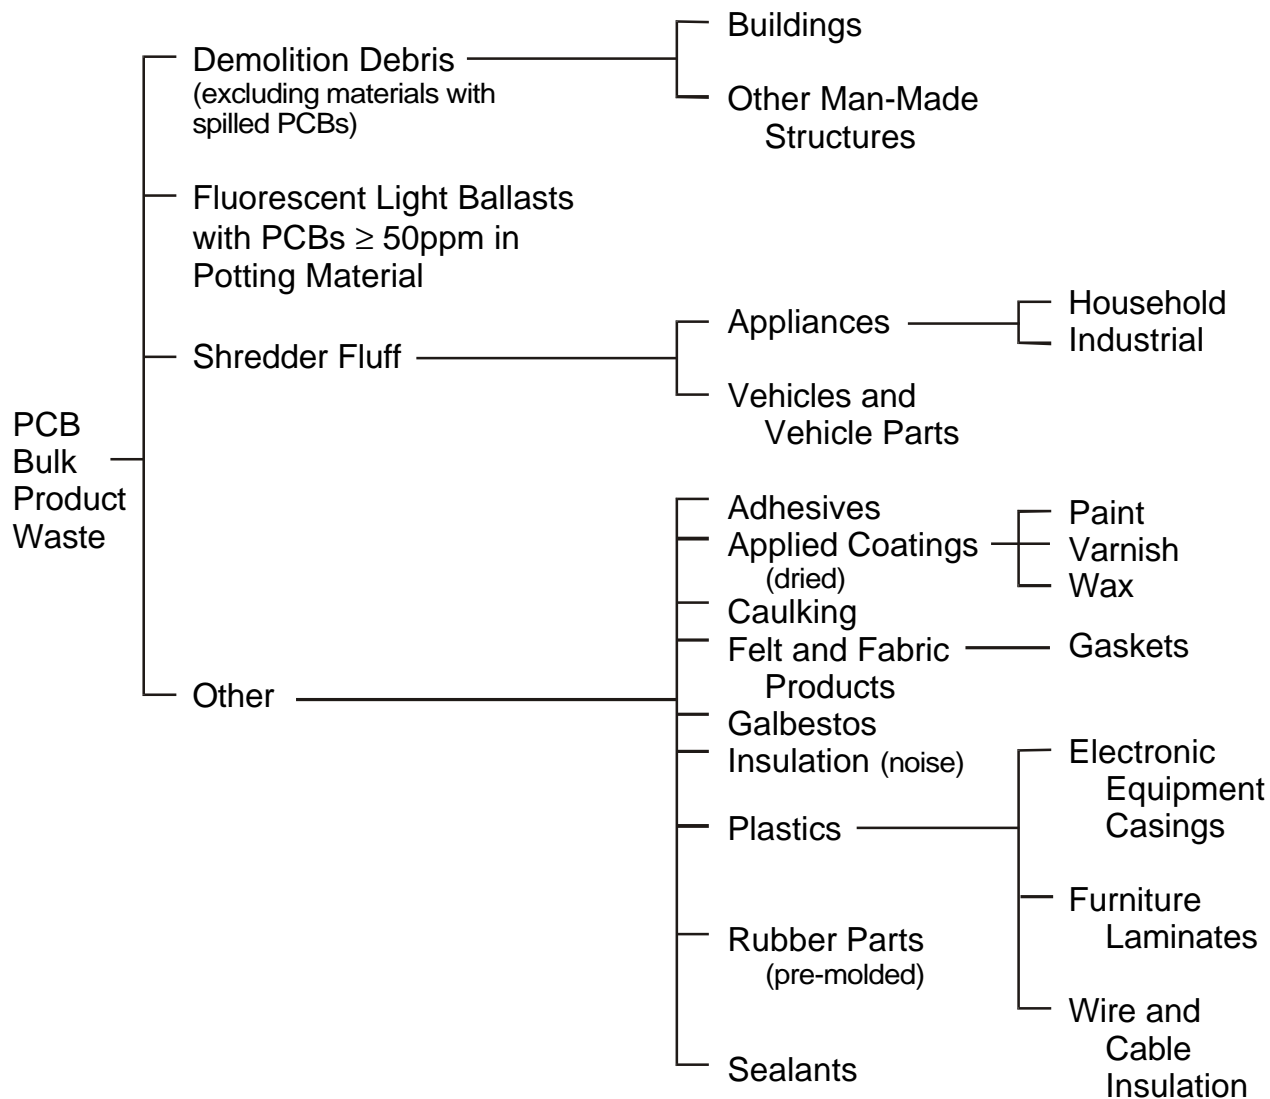 PCB
Bulk
Product
Waste
Demolition Debris
(excluding materials with
spilled PCBs)
Buildings
Other Man-Made
Structures
Fluorescent Light Ballasts
with PCBs ≥ 50ppm in
Potting Material
Shredder Fluff
Appliances
Household
Industrial
Vehicles and
Vehicle Parts
Other
Adhesives
Applied Coatings
(dried)
Paint
Varnish
Wax
Caulking
Felt and Fabric
Products
Gaskets
Galbestos
Insulation (noise)
Plastics
Electronic
Equipment
Casings
Furniture
Laminates
Wire and
Cable
Insulation
Rubber Parts
(pre-molded)
Sealants